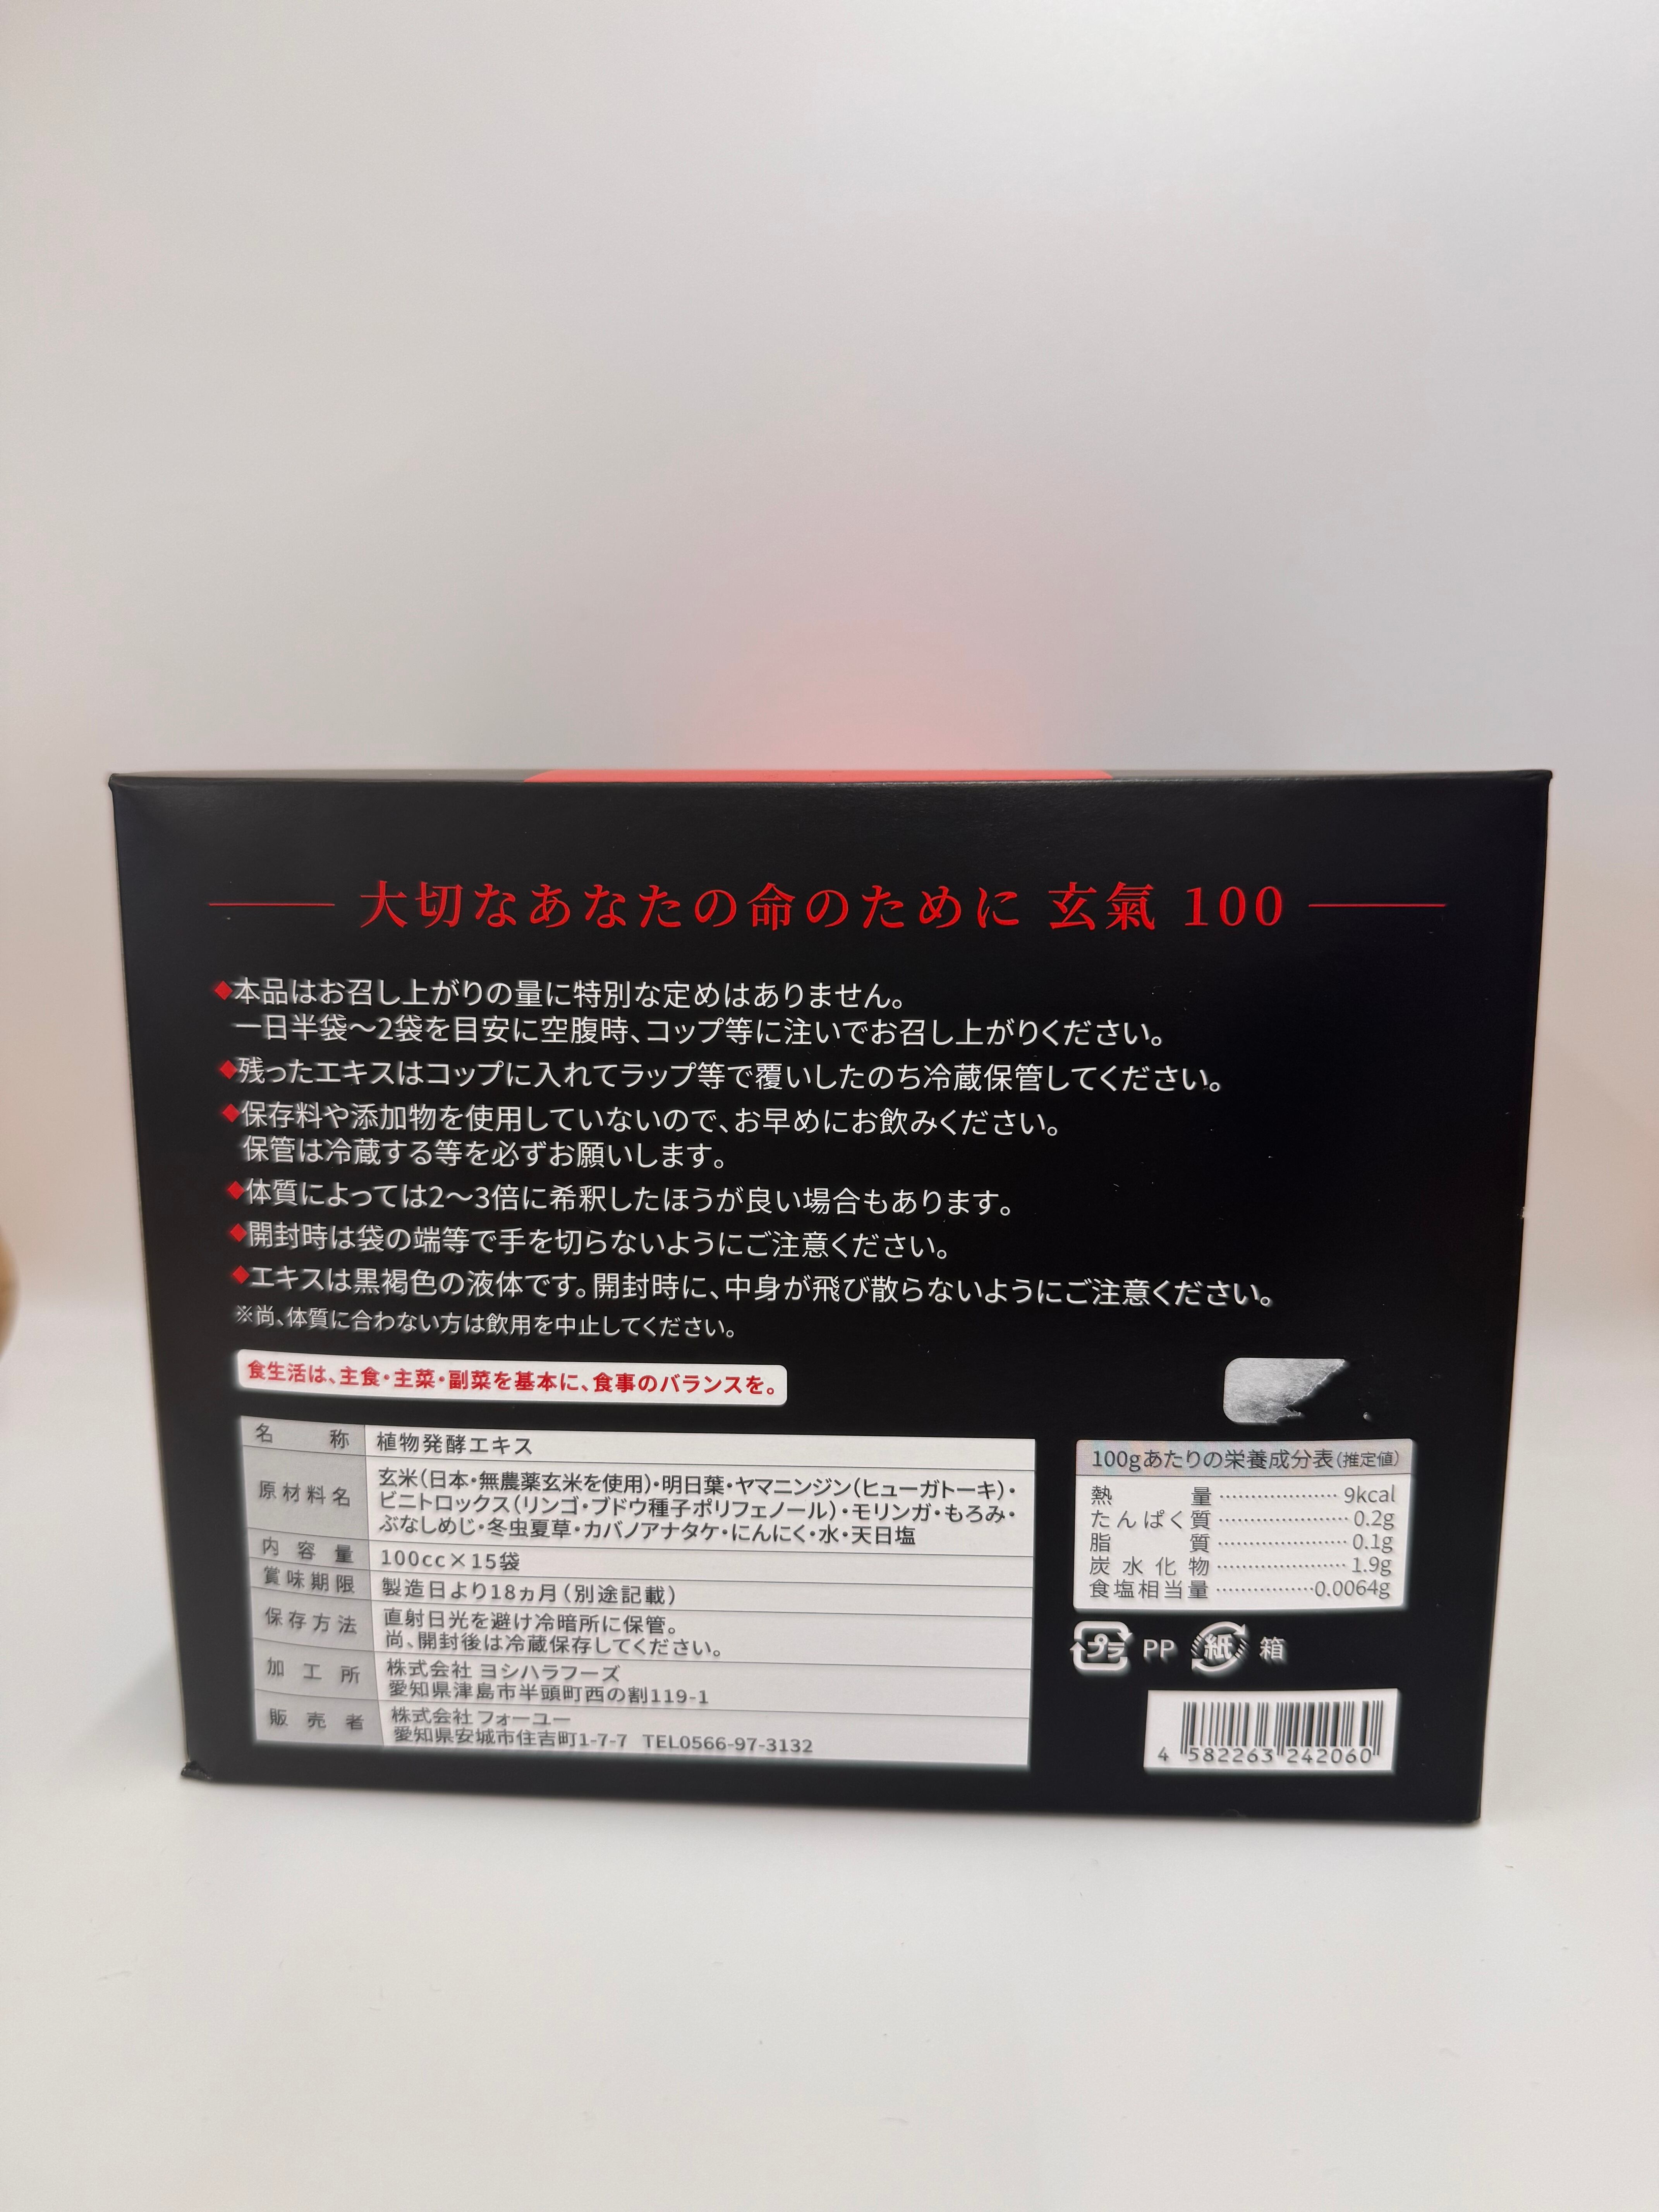 大切なあなたの命のために 玄氣 100
◆本品はお召し上がりの量に特別な定めはありません。
一日半袋～2袋を目安に空腹時、コップ等に注いでお召し上がりください。
◆残ったエキスはコップに入れてラップ等で覆いしたのち冷蔵保管してください。
◆保存料や添加物を使用していないので、お早めにお飲みください。
保管は冷蔵する等を必ずお願いします。
◆体質によっては2～3倍に希釈したほうが良い場合もあります。
◆開封時は袋の端等で手を切らないようにご注意ください。
◆エキスは黒褐色の液体です。開封時に、中身が飛び散らないようにご注意ください。
※尚、体質に合わない方は飲用を中止してください。
食生活は、主食・主菜・副菜を基本に、食事のバランスを。
名称 植物発酵エキス
原材料名 玄米（日本・無農薬玄米を使用）・明日葉・ヤマニンジン（ヒューガトーキ）・
ビニトロックス（リンゴ・ブドウ種子ポリフェノール）・モリンガ・もろみ・
ぶなしめじ・冬虫夏草・カバノアナタケ・にんにく・水・天日塩
内容量 100cc×15袋
賞味期限 製造日より18ヵ月（別途記載）
保存方法 直射日光を避け冷暗所に保管。
尚、開封後は冷蔵保存してください。
加工所 株式会社 ヨシハラフーズ
愛知県津島市半頭町西の割119-1
販売者 株式会社 フォーユー
愛知県安城市住吉町1-7-7 TEL0566-97-3132
100gあたりの栄養成分表（推定値）
熱量 ……………… 9kcal
たんぱく質 ……………… 0.2g
脂質 ……………… 0.1g
炭水化物 ……………… 1.9g
食塩相当量 ……………0.0064g
プラ PP 紙 箱
4 582263 242060